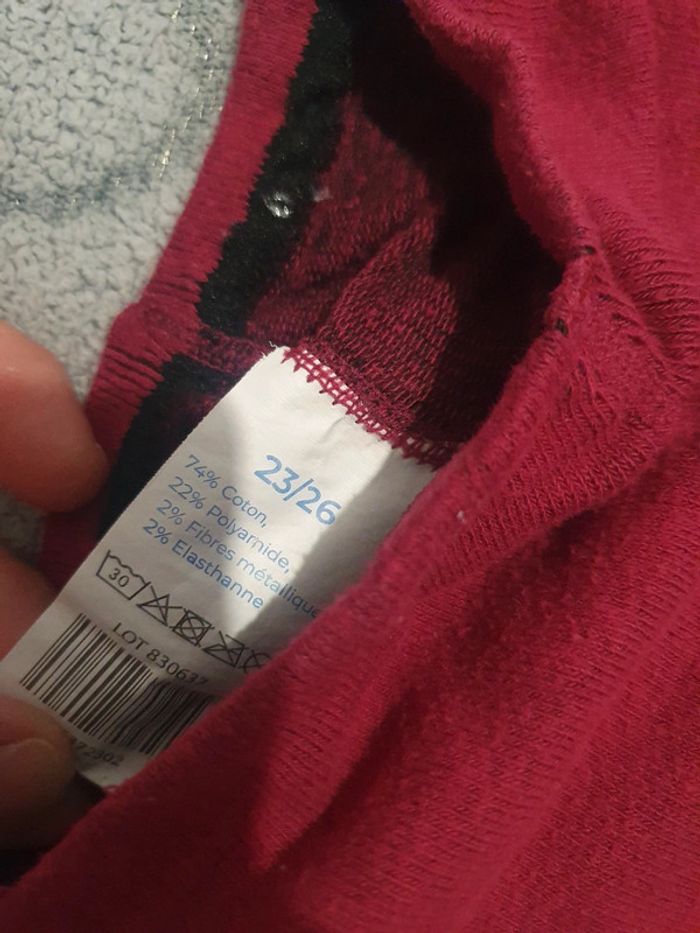 23/26
74% Coton,
22% Polyamide,
2% Fibres métallique
2% Elasthanne
30
LOT 830637